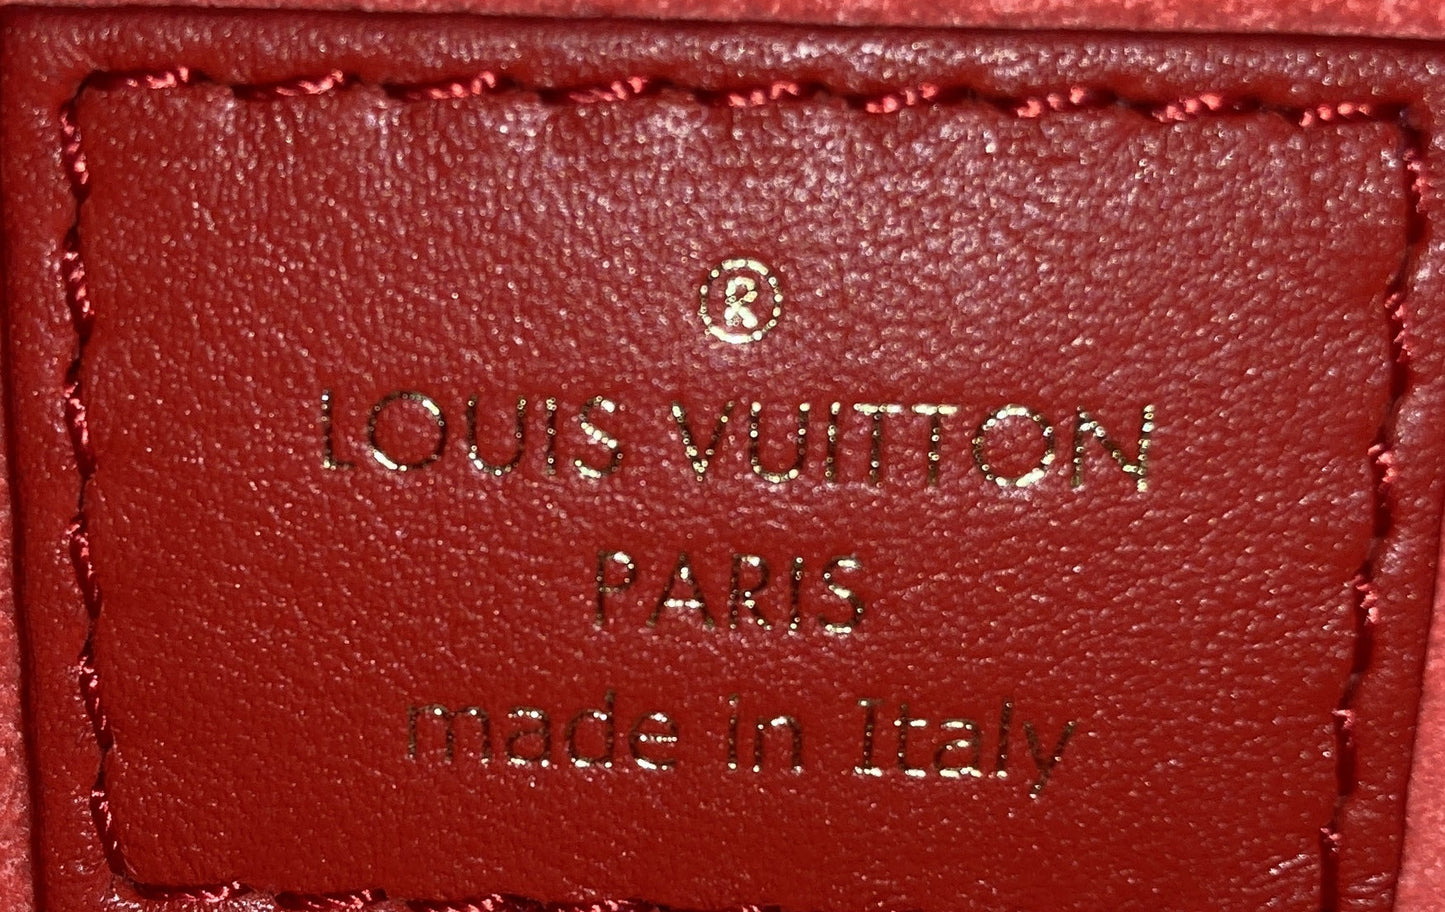 ®
LOUIS VUITTON
PARIS
made in Italy